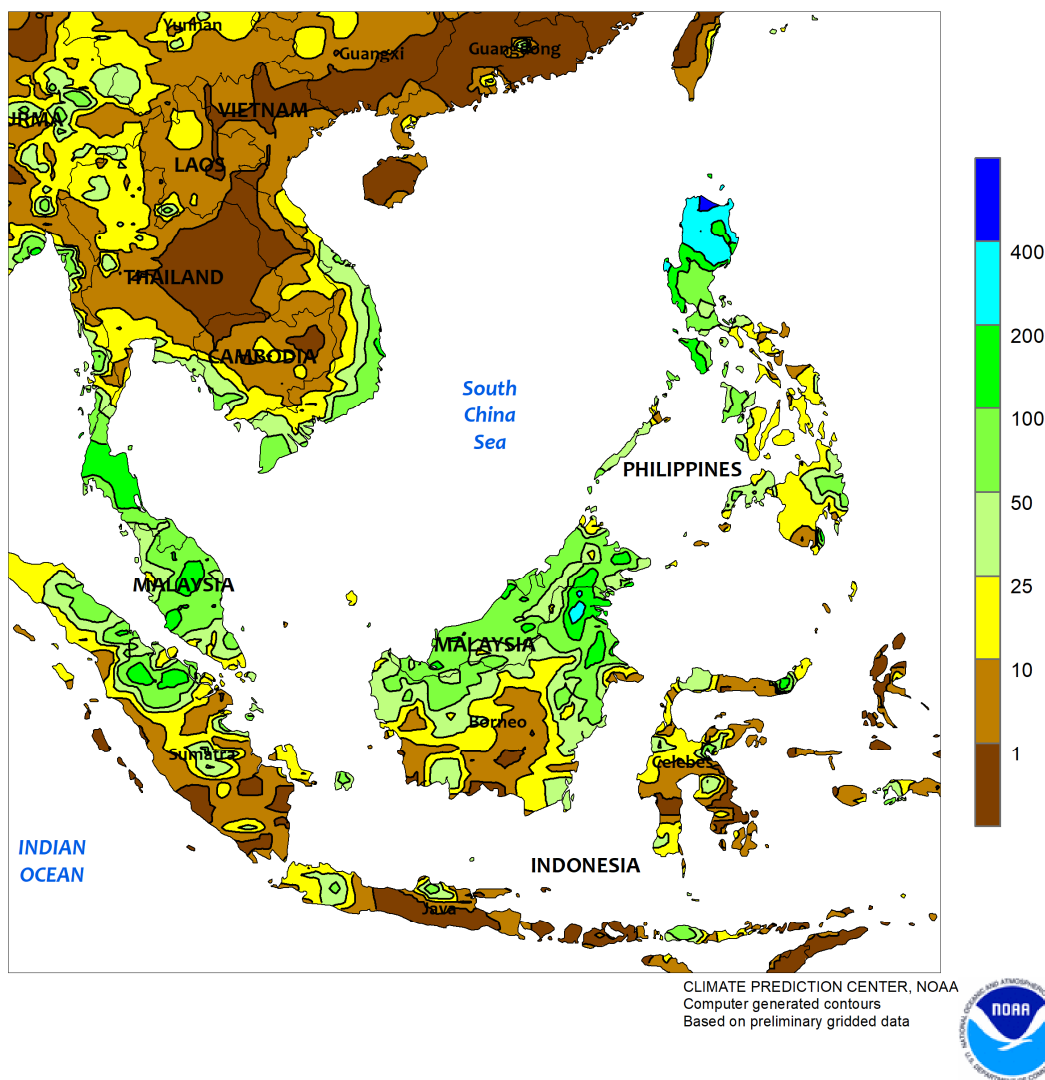 Yunnan
Guangxi
Guangdong
VIETNAM
URMA
LAOS
THAILAND
CAMBODIA
South
China
Sea
PHILIPPINES
MALAYSIA
MALAYSIA
Borneo
Sumatra
Celebes
INDIAN
OCEAN
INDONESIA
Java
400
200
100
50
25
10
1
CLIMATE PREDICTION CENTER, NOAA
Computer generated contours
Based on preliminary gridded data
NOAA